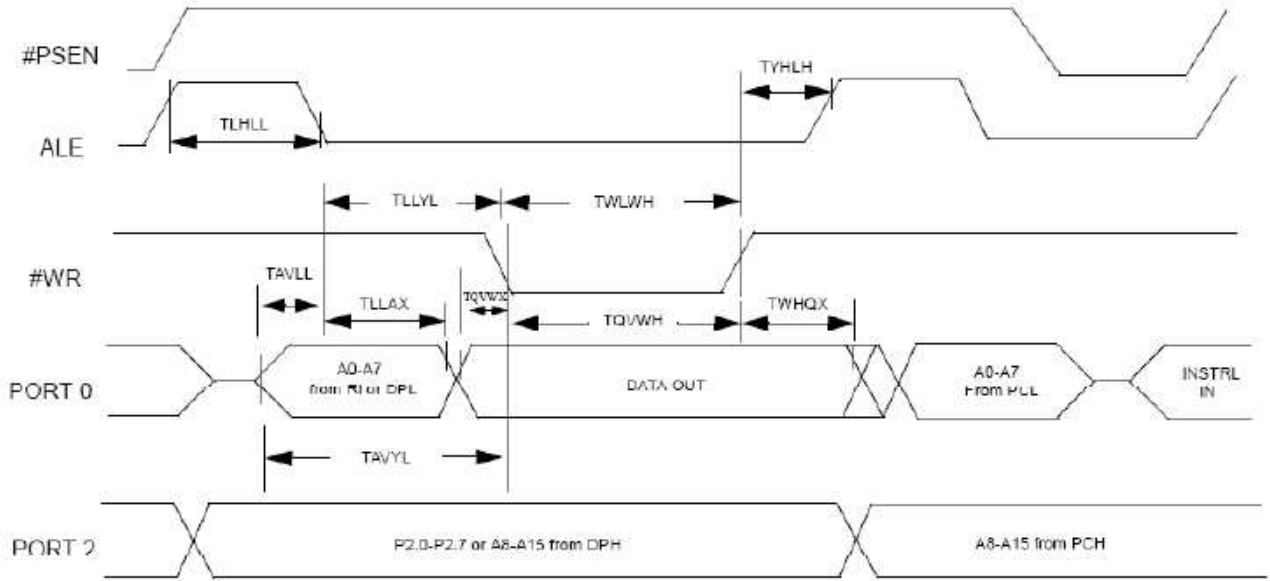 #PSEN
TYHLH
TLHLL
ALE
TLLYL
TWLWH
#WR
TAVLL
TQVWX
TLLAX
TQVWH
TWHQX
PORT 0
A0-A7
from RI or DPL
DATA OUT
A0-A7
From PCL
INSTRL
IN
TAVYL
PORT 2
P2.0-P2.7 or A8-A15 from DPH
A8-A15 from PCH